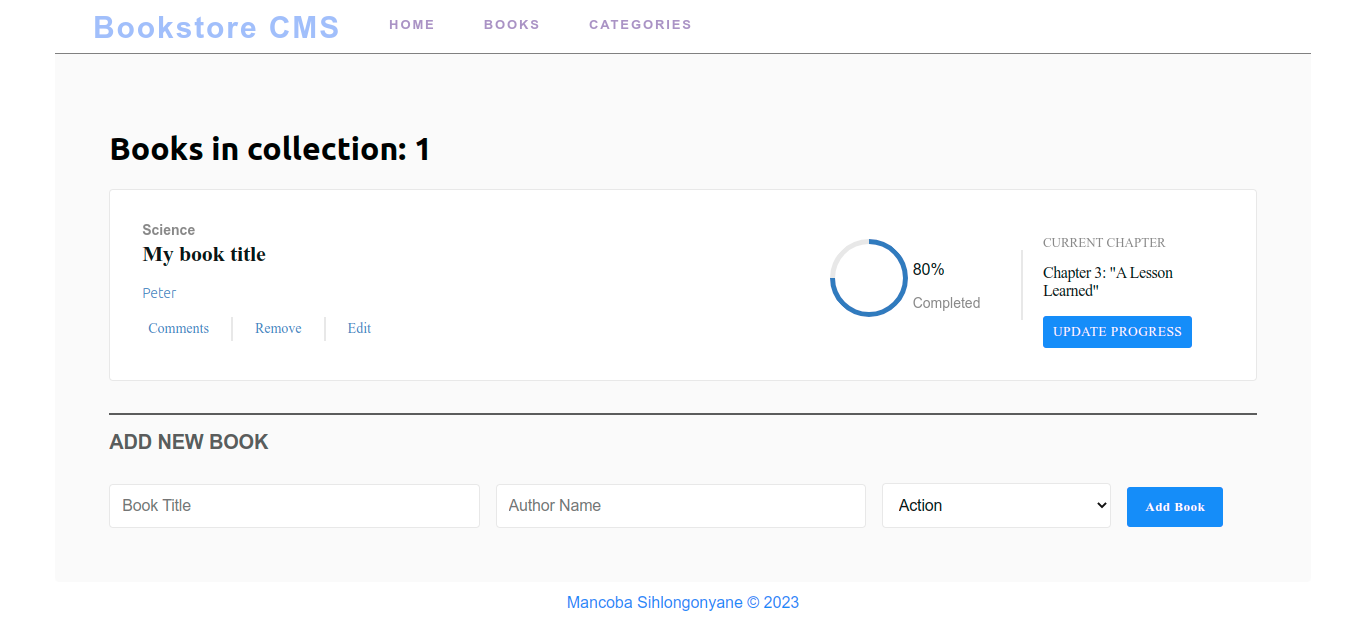 Bookstore CMS HOME BOOKS CATEGORIES
Books in collection: 1
Science
My book title
Peter
Comments Remove Edit
80%
Completed
CURRENT CHAPTER
Chapter 3: "A Lesson
Learned"
UPDATE PROGRESS
ADD NEW BOOK
Book Title Author Name Action Add Book
Mancoba Sihlongonyane © 2023